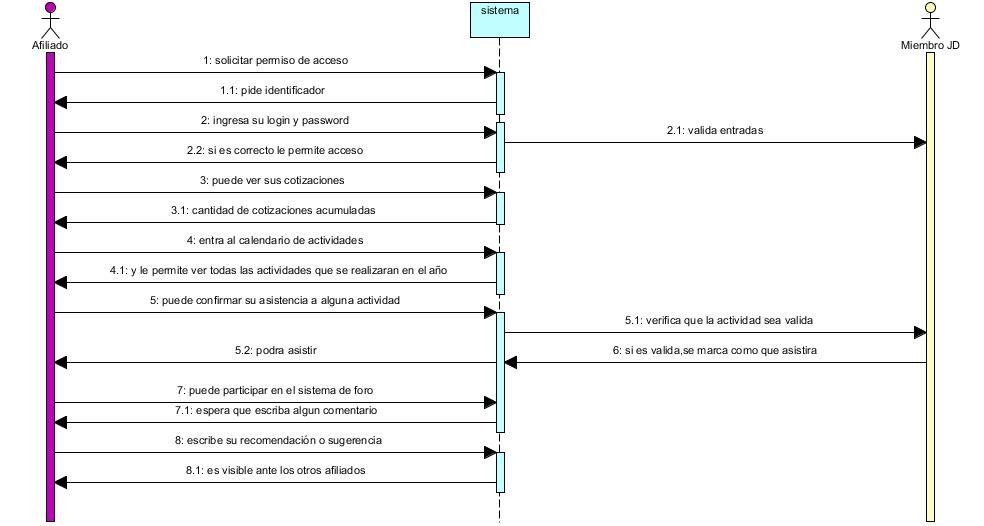 sistema
Afiliado
Miembro JD
1: solicitar permiso de acceso
1.1: pide identificador
2: ingresa su login y password
2.1: valida entradas
2.2: si es correcto le permite acceso
3: puede ver sus cotizaciones
3.1: cantidad de cotizaciones acumuladas
4: entra al calendario de actividades
4.1: y le permite ver todas las actividades que se realizaran en el año
5: puede confirmar su asistencia a alguna actividad
5.1: verifica que la actividad sea valida
5.2: podra asistir
6: si es valida,se marca como que asistira
7: puede participar en el sistema de foro
7.1: espera que escriba algun comentario
8: escribe su recomendación o sugerencia
8.1: es visible ante los otros afiliados